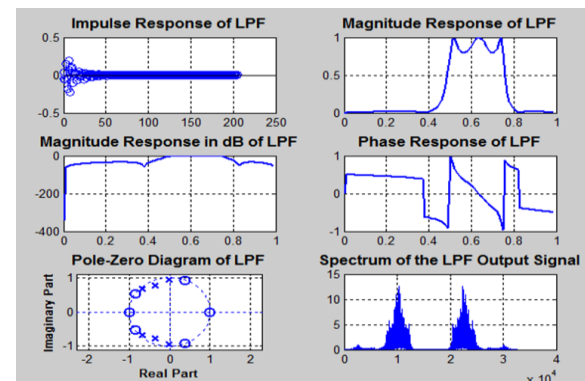 Impulse Response of LPF
Magnitude Response of LPF
0.5
0
-0.5
0 50 100 150 200 250
1
0.5
0
0 0.2 0.4 0.6 0.8 1
Magnitude Response in dB of LPF
Phase Response of LPF
0
-200
-400
0 0.2 0.4 0.6 0.8 1
1
0
-1
0 0.2 0.4 0.6 0.8 1
Pole-Zero Diagram of LPF
Spectrum of the LPF Output Signal
Imaginary Part
1
0
-1
-2 -1 0 1 2
Real Part
15
10
5
0
0 1 2 3 4
× 10⁴